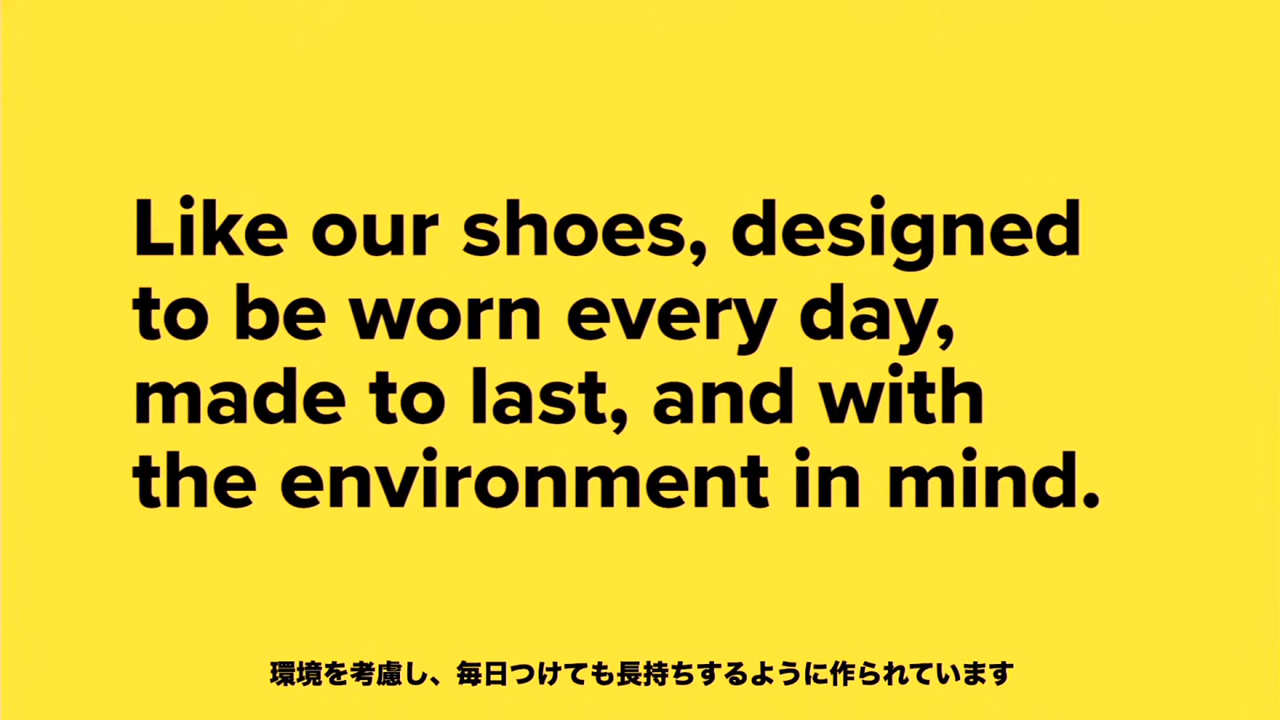 Like our shoes, designed
to be worn every day,
made to last, and with
the environment in mind.
環境を考慮し、毎日つけても長持ちするように作られています